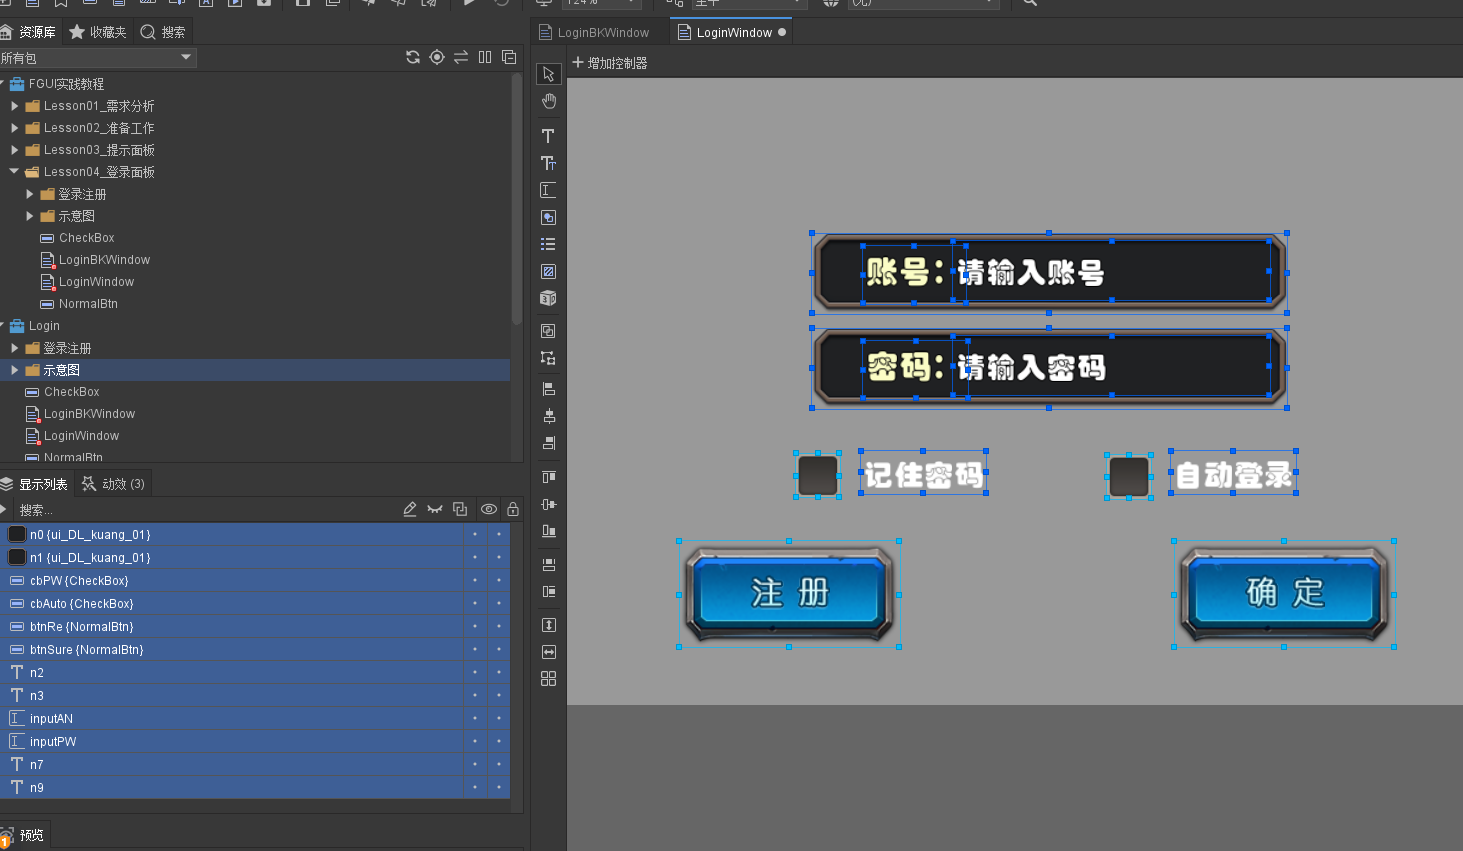 124%
LoginBKWindow
LoginWindow
资源库
收藏夹
搜索
所有包
增加控制器
FGUI实践教程
Lesson01_需求分析
Lesson02_准备工作
Lesson03_提示面板
Lesson04_登录面板
登录注册
示意图
CheckBox
LoginBKWindow
LoginWindow
NormalBtn
Login
登录注册
示意图
CheckBox
LoginBKWindow
LoginWindow
NormalBtn
账号：
请输入账号
密码：
请输入密码
记住密码
自动登录
注 册
确 定
显示列表
动效 (3)
搜索...
n0 {ui_DL_kuang_01}
n1 {ui_DL_kuang_01}
cbPW {CheckBox}
cbAuto {CheckBox}
btnRe {NormalBtn}
btnSure {NormalBtn}
n2
n3
inputAN
inputPW
n7
n9
1
预览